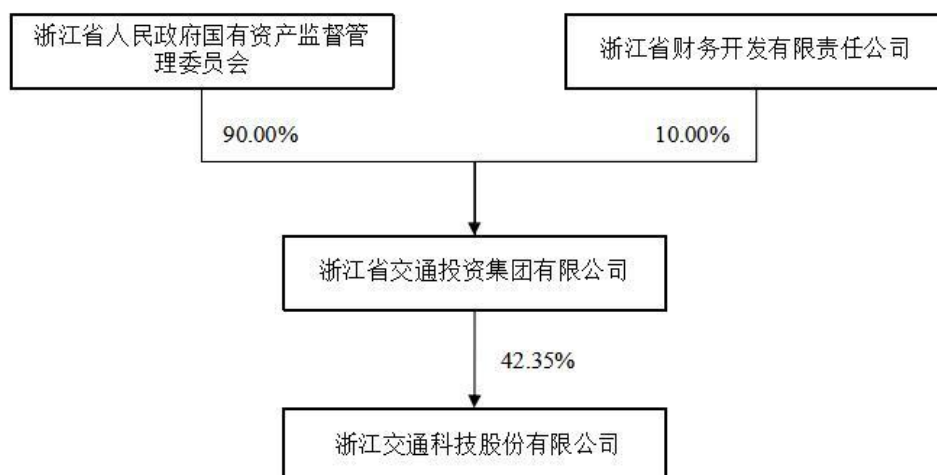 浙江省人民政府国有资产监督管
理委员会
浙江省财务开发有限责任公司
90.00%
10.00%
浙江省交通投资集团有限公司
42.35%
浙江交通科技股份有限公司